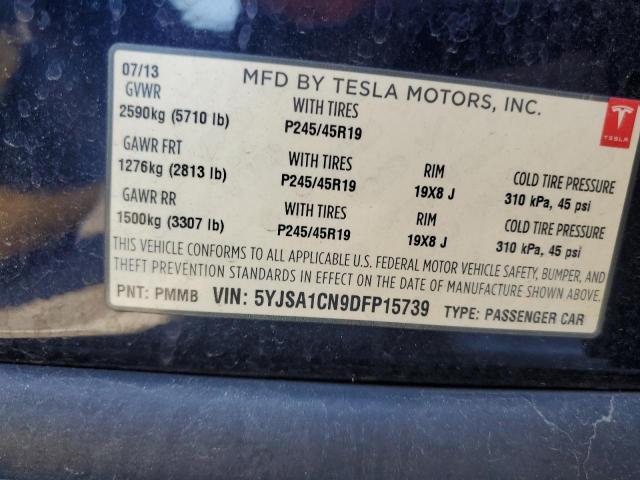 07/13 MFD BY TESLA MOTORS, INC.
GVWR WITH TIRES
2590kg (5710 lb) P245/45R19
TESLA
GAWR FRT WITH TIRES RIM COLD TIRE PRESSURE
1276kg (2813 lb) P245/45R19 19X8 J 310 kPa, 45 psi
GAWR RR WITH TIRES RIM COLD TIRE PRESSURE
1500kg (3307 lb) P245/45R19 19X8 J 310 kPa, 45 psi
THIS VEHICLE CONFORMS TO ALL APPLICABLE U.S. FEDERAL MOTOR VEHICLE SAFETY, BUMPER, AND
THEFT PREVENTION STANDARDS IN EFFECT ON THE DATE OF MANUFACTURE SHOWN ABOVE.
PNT: PMMB VIN: 5YJSA1CN9DFP15739 TYPE: PASSENGER CAR